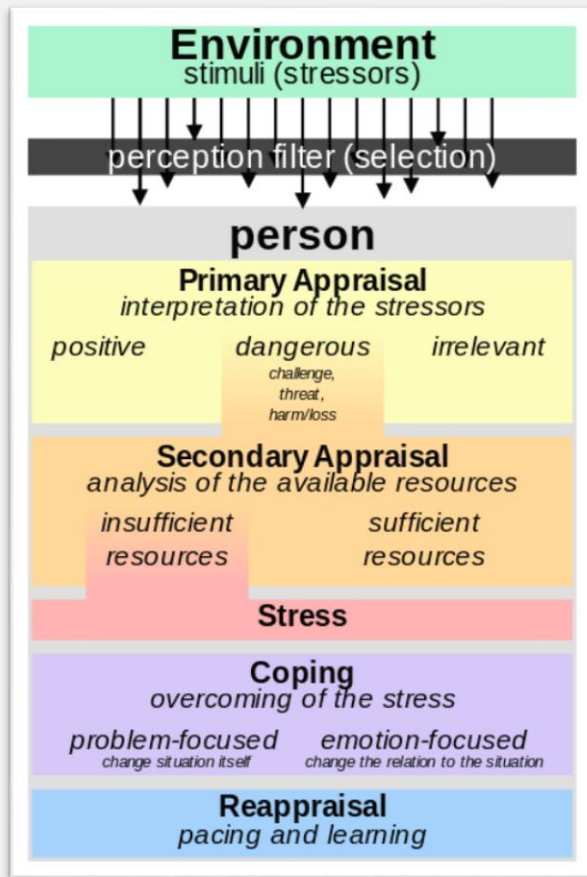 Environment
stimuli (stressors)
perception filter (selection)
person
Primary Appraisal
interpretation of the stressors
positive dangerous irrelevant
challenge,
threat,
harm/loss
Secondary Appraisal
analysis of the available resources
insufficient sufficient
resources resources
Stress
Coping
overcoming of the stress
problem-focused emotion-focused
change situation itself change the relation to the situation
Reappraisal
pacing and learning